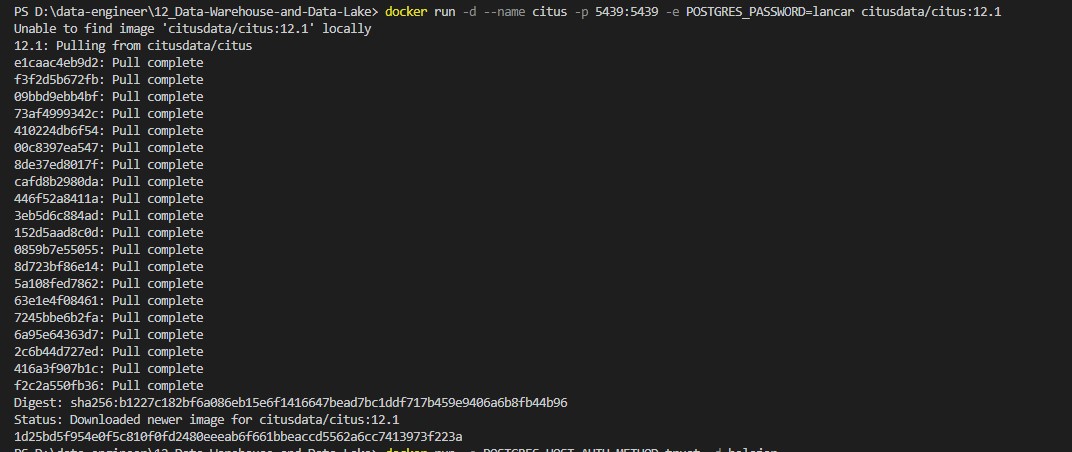 PS D:\data-engineer\12_Data-Warehouse-and-Data-Lake> docker run -d --name citus -p 5439:5439 -e POSTGRES_PASSWORD=lancar citusdata/citus:12.1
Unable to find image 'citusdata/citus:12.1' locally
12.1: Pulling from citusdata/citus
e1caac4eb9d2: Pull complete
f3f2d5b672fb: Pull complete
09bbd9ebb4bf: Pull complete
73af4999342c: Pull complete
410224db6f54: Pull complete
00c8397ea547: Pull complete
8de37ed8017f: Pull complete
cafd8b2980da: Pull complete
446f52a8411a: Pull complete
3eb5d6c884ad: Pull complete
152d5aad8c0d: Pull complete
0859b7e55055: Pull complete
8d723bf86e14: Pull complete
5a108fed7862: Pull complete
63e1e4f08461: Pull complete
7245bbe6b2fa: Pull complete
6a95e64363d7: Pull complete
2c6b44d727ed: Pull complete
416a3f907b1c: Pull complete
f2c2a550fb36: Pull complete
Digest: sha256:b1227c182bf6a086eb15e6f1416647bead7bc1ddf717b459e9406a6b8fb44b96
Status: Downloaded newer image for citusdata/citus:12.1
1d25bd5f954e0f5c810f0fd2480eeeab6f661bbeaccd5562a6cc7413973f223a
PS D:\data-engineer\12_Data-Warehouse-and-Data-Lake> docker run -e POSTGRES_HOST_AUTH_METHOD=trust -d